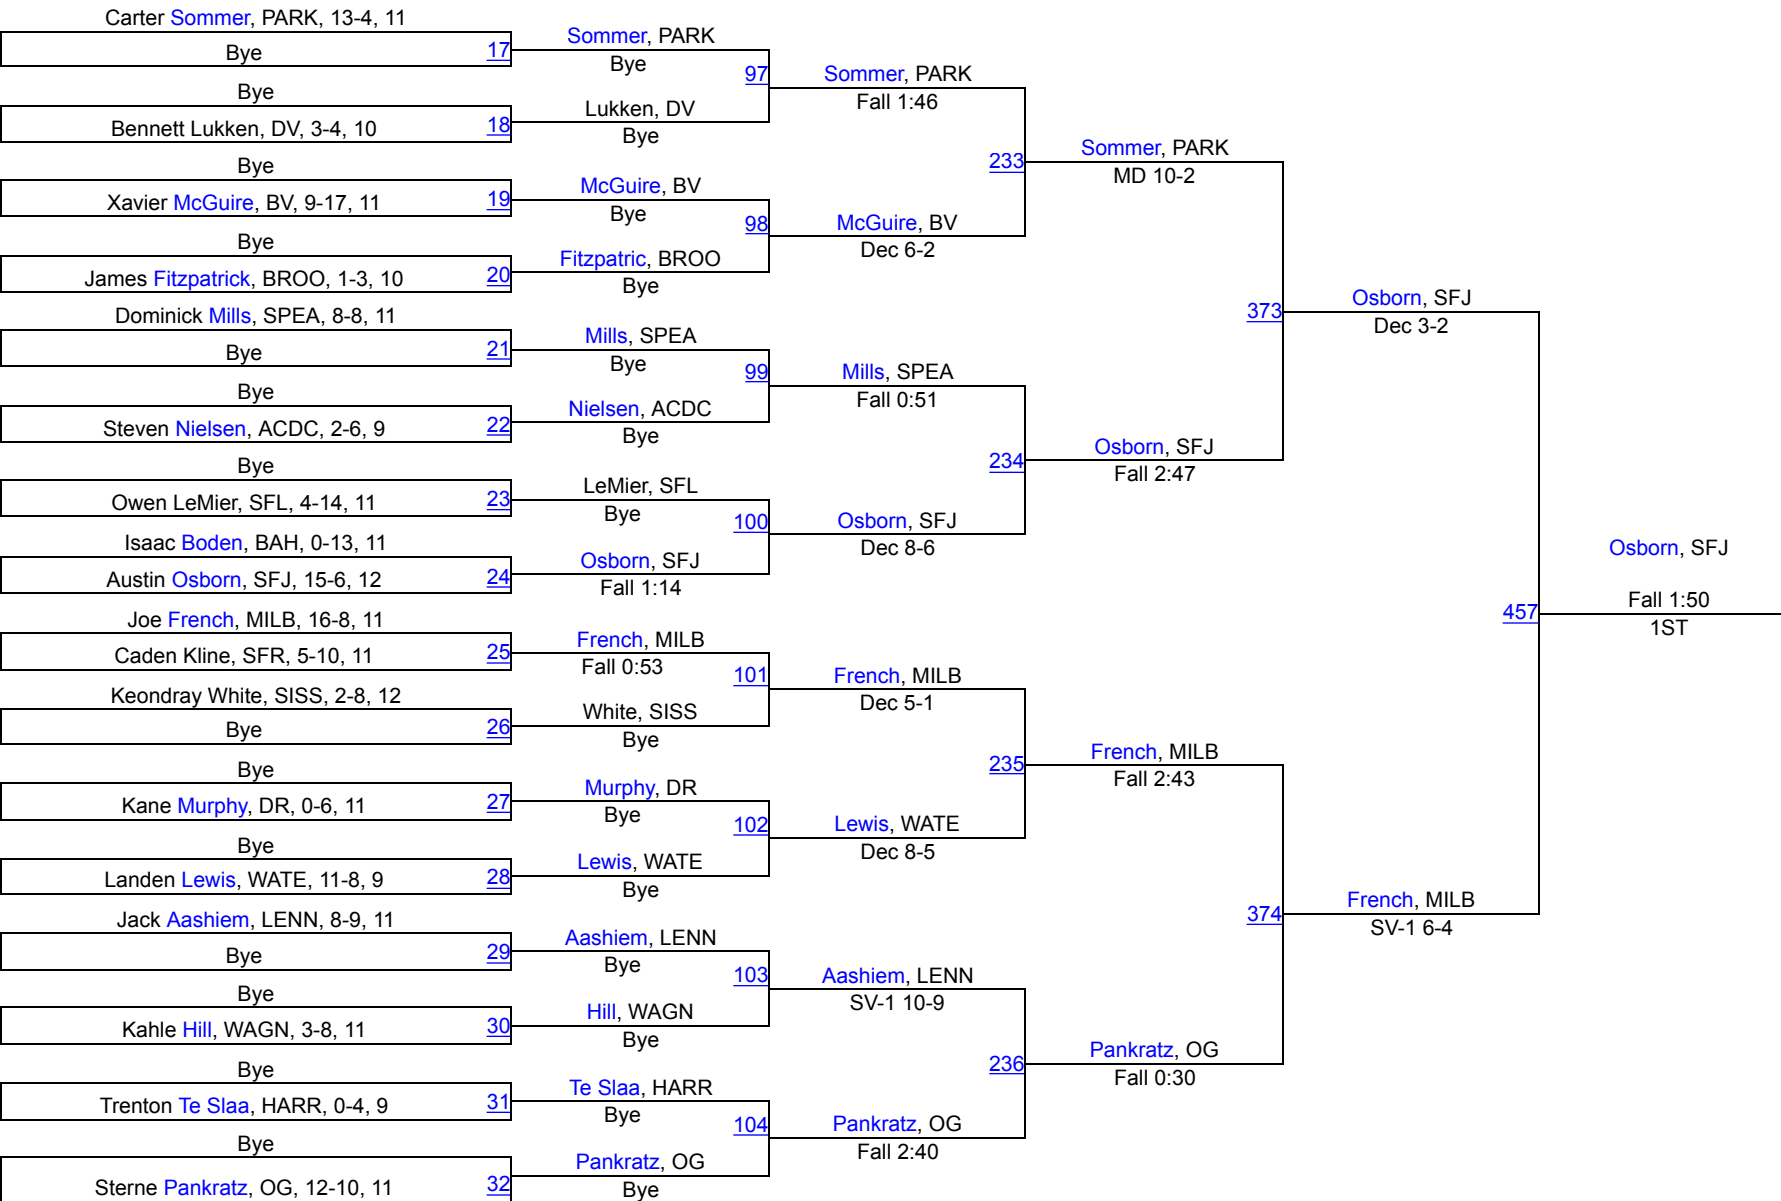 Carter Sommer, PARK, 13-4, 11
Bye
17
Bye
Bennett Lukken, DV, 3-4, 10
18
Bye
Xavier McGuire, BV, 9-17, 11
19
Bye
James Fitzpatrick, BROO, 1-3, 10
20
Dominick Mills, SPEA, 8-8, 11
Bye
21
Bye
Steven Nielsen, ACDC, 2-6, 9
22
Bye
Owen LeMier, SFL, 4-14, 11
23
Isaac Boden, BAH, 0-13, 11
Austin Osborn, SFJ, 15-6, 12
24
Joe French, MILB, 16-8, 11
Caden Kline, SFR, 5-10, 11
25
Keondray White, SISS, 2-8, 12
Bye
26
Bye
Kane Murphy, DR, 0-6, 11
27
Bye
Landen Lewis, WATE, 11-8, 9
28
Jack Aashiem, LENN, 8-9, 11
Bye
29
Bye
Kahle Hill, WAGN, 3-8, 11
30
Bye
Trenton Te Slaa, HARR, 0-4, 9
31
Bye
Sterne Pankratz, OG, 12-10, 11
32
Sommer, PARK
Bye
97
Lukken, DV
Bye
McGuire, BV
Bye
98
Fitzpatric, BROO
Bye
Mills, SPEA
Bye
99
Nielsen, ACDC
Bye
LeMier, SFL
Bye
100
Osborn, SFJ
Fall 1:14
French, MILB
Fall 0:53
101
White, SISS
Bye
Murphy, DR
Bye
102
Lewis, WATE
Bye
Aashiem, LENN
Bye
103
Hill, WAGN
Bye
Te Slaa, HARR
Bye
104
Pankratz, OG
Bye
Sommer, PARK
Fall 1:46
233
McGuire, BV
Dec 6-2
Mills, SPEA
Fall 0:51
234
Osborn, SFJ
Dec 8-6
French, MILB
Dec 5-1
235
Lewis, WATE
Dec 8-5
Aashiem, LENN
SV-1 10-9
236
Pankratz, OG
Fall 2:40
Sommer, PARK
MD 10-2
373
Osborn, SFJ
Fall 2:47
French, MILB
Fall 2:43
374
Pankratz, OG
Fall 0:30
Osborn, SFJ
Dec 3-2
457
French, MILB
SV-1 6-4
Osborn, SFJ
Fall 1:50
1ST